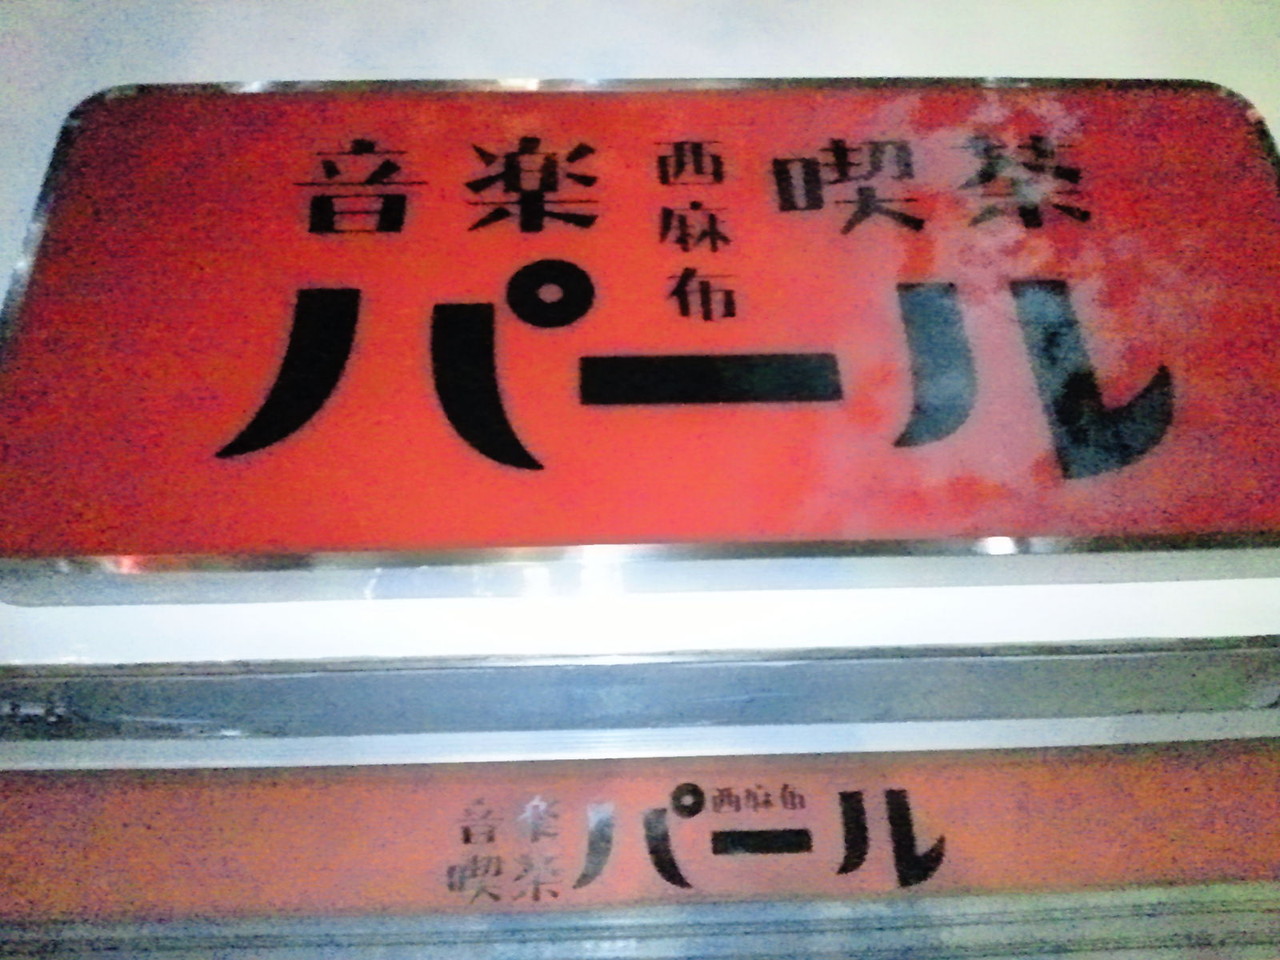 音楽 西麻布 喫茶
パール
音楽
喫茶
パール
西麻布